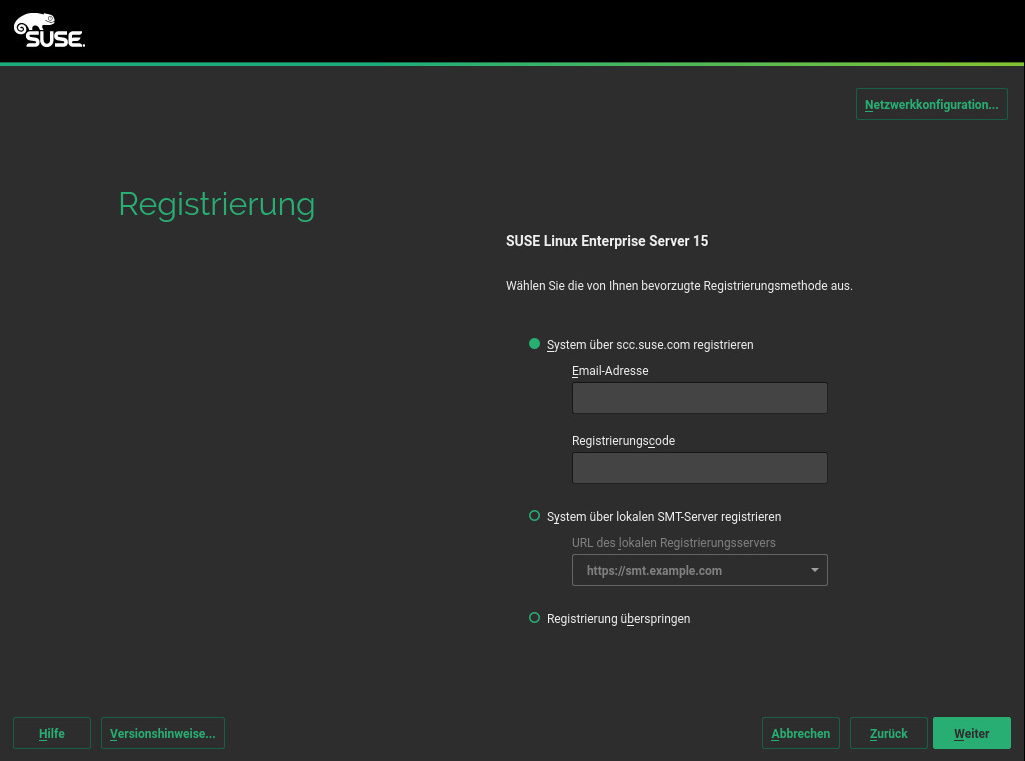 SUSE.
Netzwerkkonfiguration...
Registrierung
SUSE Linux Enterprise Server 15
Wählen Sie die von Ihnen bevorzugte Registrierungsmethode aus.
System über scc.suse.com registrieren
Email-Adresse
Registrierungscode
System über lokalen SMT-Server registrieren
URL des lokalen Registrierungsservers
https://smt.example.com
Registrierung überspringen
Hilfe Versionshinweise... Abbrechen Zurück Weiter